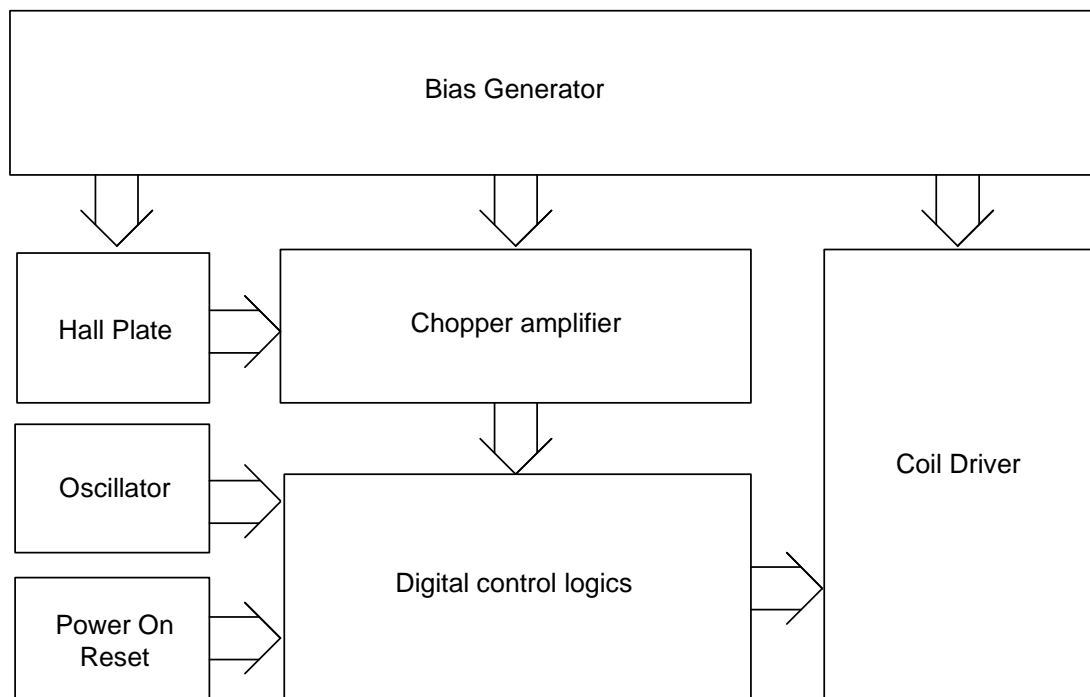 Bias Generator
Hall Plate
Chopper amplifier
Oscillator
Coil Driver
Digital control logics
Power On
Reset